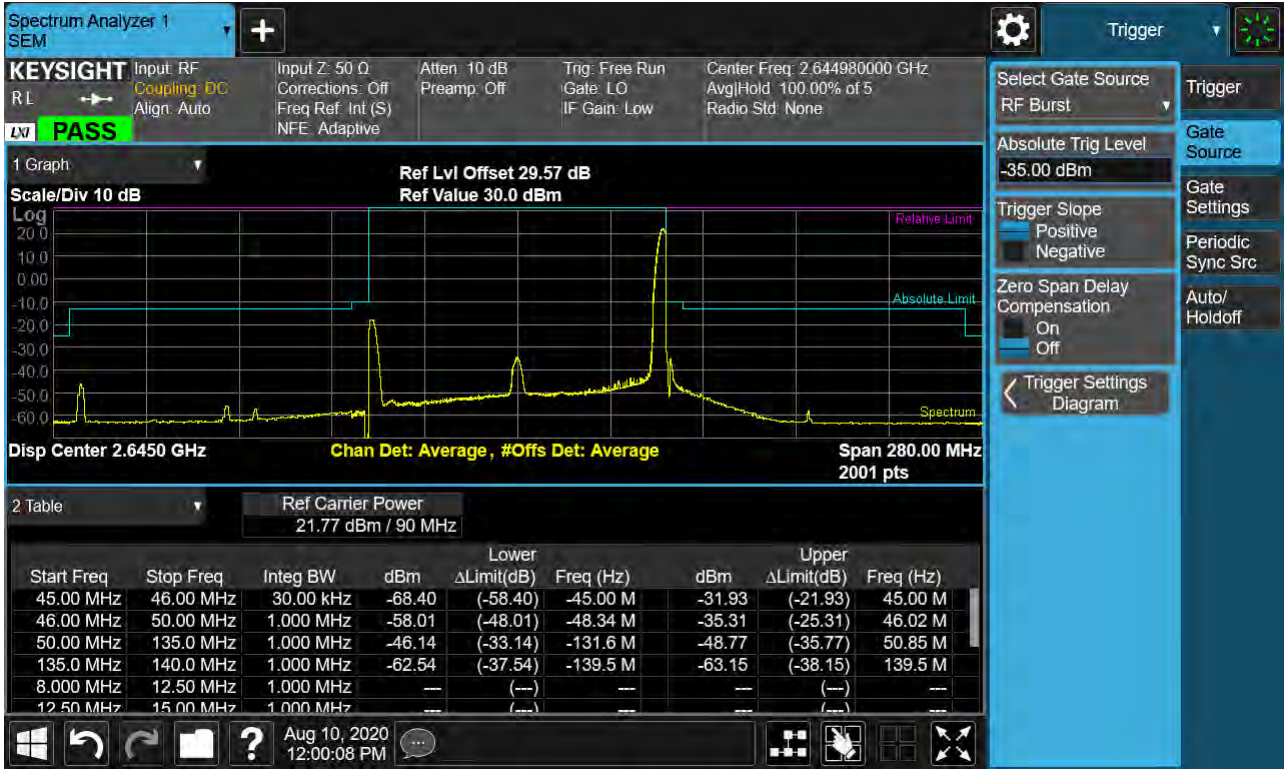 Spectrum Analyzer 1
SEM
Trigger
KEYSIGHT
R L
LXI PASS
Input: RF
Coupling: DC
Align: Auto
Input Z: 50 Ω
Corrections: Off
Freq Ref: Int (S)
NFE: Adaptive
Atten: 10 dB
Preamp: Off
Trig: Free Run
Gate: LO
IF Gain: Low
Center Freq: 2.644980000 GHz
Avg|Hold: 100.00% of 5
Radio Std: None
1 Graph
Scale/Div 10 dB
Ref Lvl Offset 29.57 dB
Ref Value 30.0 dBm
Log
20.0
10.0
0.00
-10.0
-20.0
-30.0
-40.0
-50.0
-60.0
Relative Limit
Absolute Limit
Spectrum
Disp Center 2.6450 GHz
Chan Det: Average, #Offs Det: Average
Span 280.00 MHz
2001 pts
2 Table
Ref Carrier Power
21.77 dBm / 90 MHz
Lower Upper
Start Freq Stop Freq Integ BW dBm ΔLimit(dB) Freq (Hz) dBm ΔLimit(dB) Freq (Hz)
45.00 MHz 46.00 MHz 30.00 kHz -68.40 (-58.40) -45.00 M -31.93 (-21.93) 45.00 M
46.00 MHz 50.00 MHz 1.000 MHz -58.01 (-48.01) -48.34 M -35.31 (-25.31) 46.02 M
50.00 MHz 135.0 MHz 1.000 MHz -46.14 (-33.14) -131.6 M -48.77 (-35.77) 50.85 M
135.0 MHz 140.0 MHz 1.000 MHz -62.54 (-37.54) -139.5 M -63.15 (-38.15) 139.5 M
8.000 MHz 12.50 MHz 1.000 MHz --- (---) --- --- (---) ---
12.50 MHz 15.00 MHz 1.000 MHz --- (---) --- --- (---) ---
Aug 10, 2020
12:00:08 PM
Select Gate Source
RF Burst
Absolute Trig Level
-35.00 dBm
Trigger Slope
Positive
Negative
Zero Span Delay
Compensation
On
Off
Trigger Settings
Diagram
Trigger
Gate
Source
Gate
Settings
Periodic
Sync Src
Auto/
Holdoff